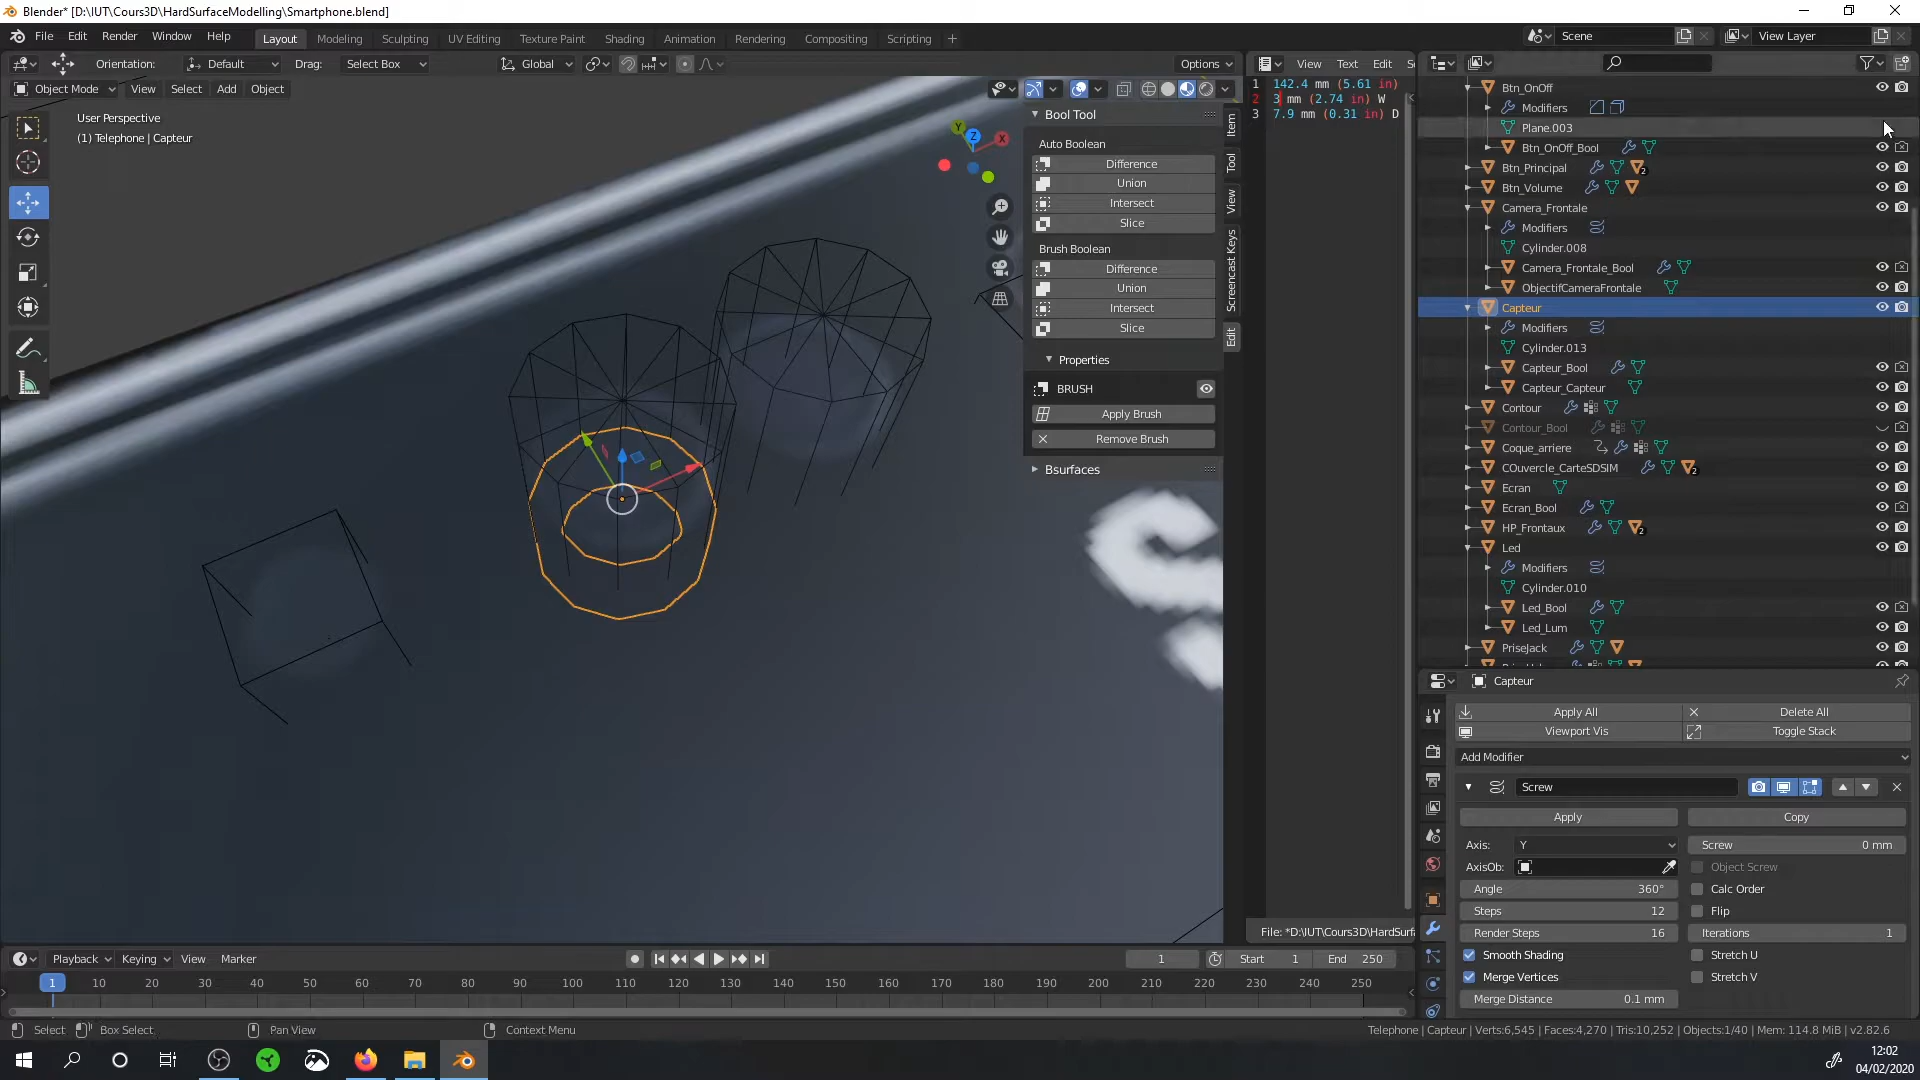 Blender* [D:\IUT\Cours3D\HardSurfaceModelling\Smartphone.blend]
File Edit Render Window Help
Layout Modeling Sculpting UV Editing Texture Paint Shading Animation Rendering Compositing Scripting +
Scene
View Layer
Orientation: Default Drag: Select Box
Global
Options
View Text Edit
Object Mode View Select Add Object
User Perspective
(1) Telephone | Capteur
Y Z X
Bool Tool
Auto Boolean
Difference
Union
Intersect
Slice
Brush Boolean
Difference
Union
Intersect
Slice
Properties
BRUSH
Apply Brush
Remove Brush
Bsurfaces
Item
Tool
View
Screencast Keys
Edit
1 142.4 mm (5.61 in)
2 3 mm (2.74 in) W
3 7.9 mm (0.31 in) D
File: *D:\IUT\Cours3D\HardSurfa
Btn_OnOff
Modifiers
Plane.003
Btn_OnOff_Bool
Btn_Principal 2
Btn_Volume
Camera_Frontale
Modifiers
Cylinder.008
Camera_Frontale_Bool
ObjectifCameraFrontale
Capteur
Modifiers
Cylinder.013
Capteur_Bool
Capteur_Capteur
Contour
Contour_Bool
Coque_arriere
COuvercle_CarteSDSIM 2
Ecran
Ecran_Bool
HP_Frontaux 2
Led
Modifiers
Cylinder.010
Led_Bool
Led_Lum
PriseJack
Capteur
Apply All Delete All
Viewport Vis Toggle Stack
Add Modifier
Screw
Apply Copy
Axis: Y Screw 0 mm
AxisOb: Object Screw
Angle 360° Calc Order
Steps 12 Flip
Render Steps 16 Iterations 1
Smooth Shading Stretch U
Merge Vertices Stretch V
Merge Distance 0.1 mm
Playback Keying View Marker
1 Start 1 End 250
1 10 20 30 40 50 60 70 80 90 100 110 120 130 140 150 160 170 180 190 200 210 220 230 240 250
Select Box Select Pan View Context Menu
Telephone | Capteur | Verts:6,545 | Faces:4,270 | Tris:10,252 | Objects:1/40 | Mem: 114.8 MiB | v2.82.6
12:02
04/02/2020